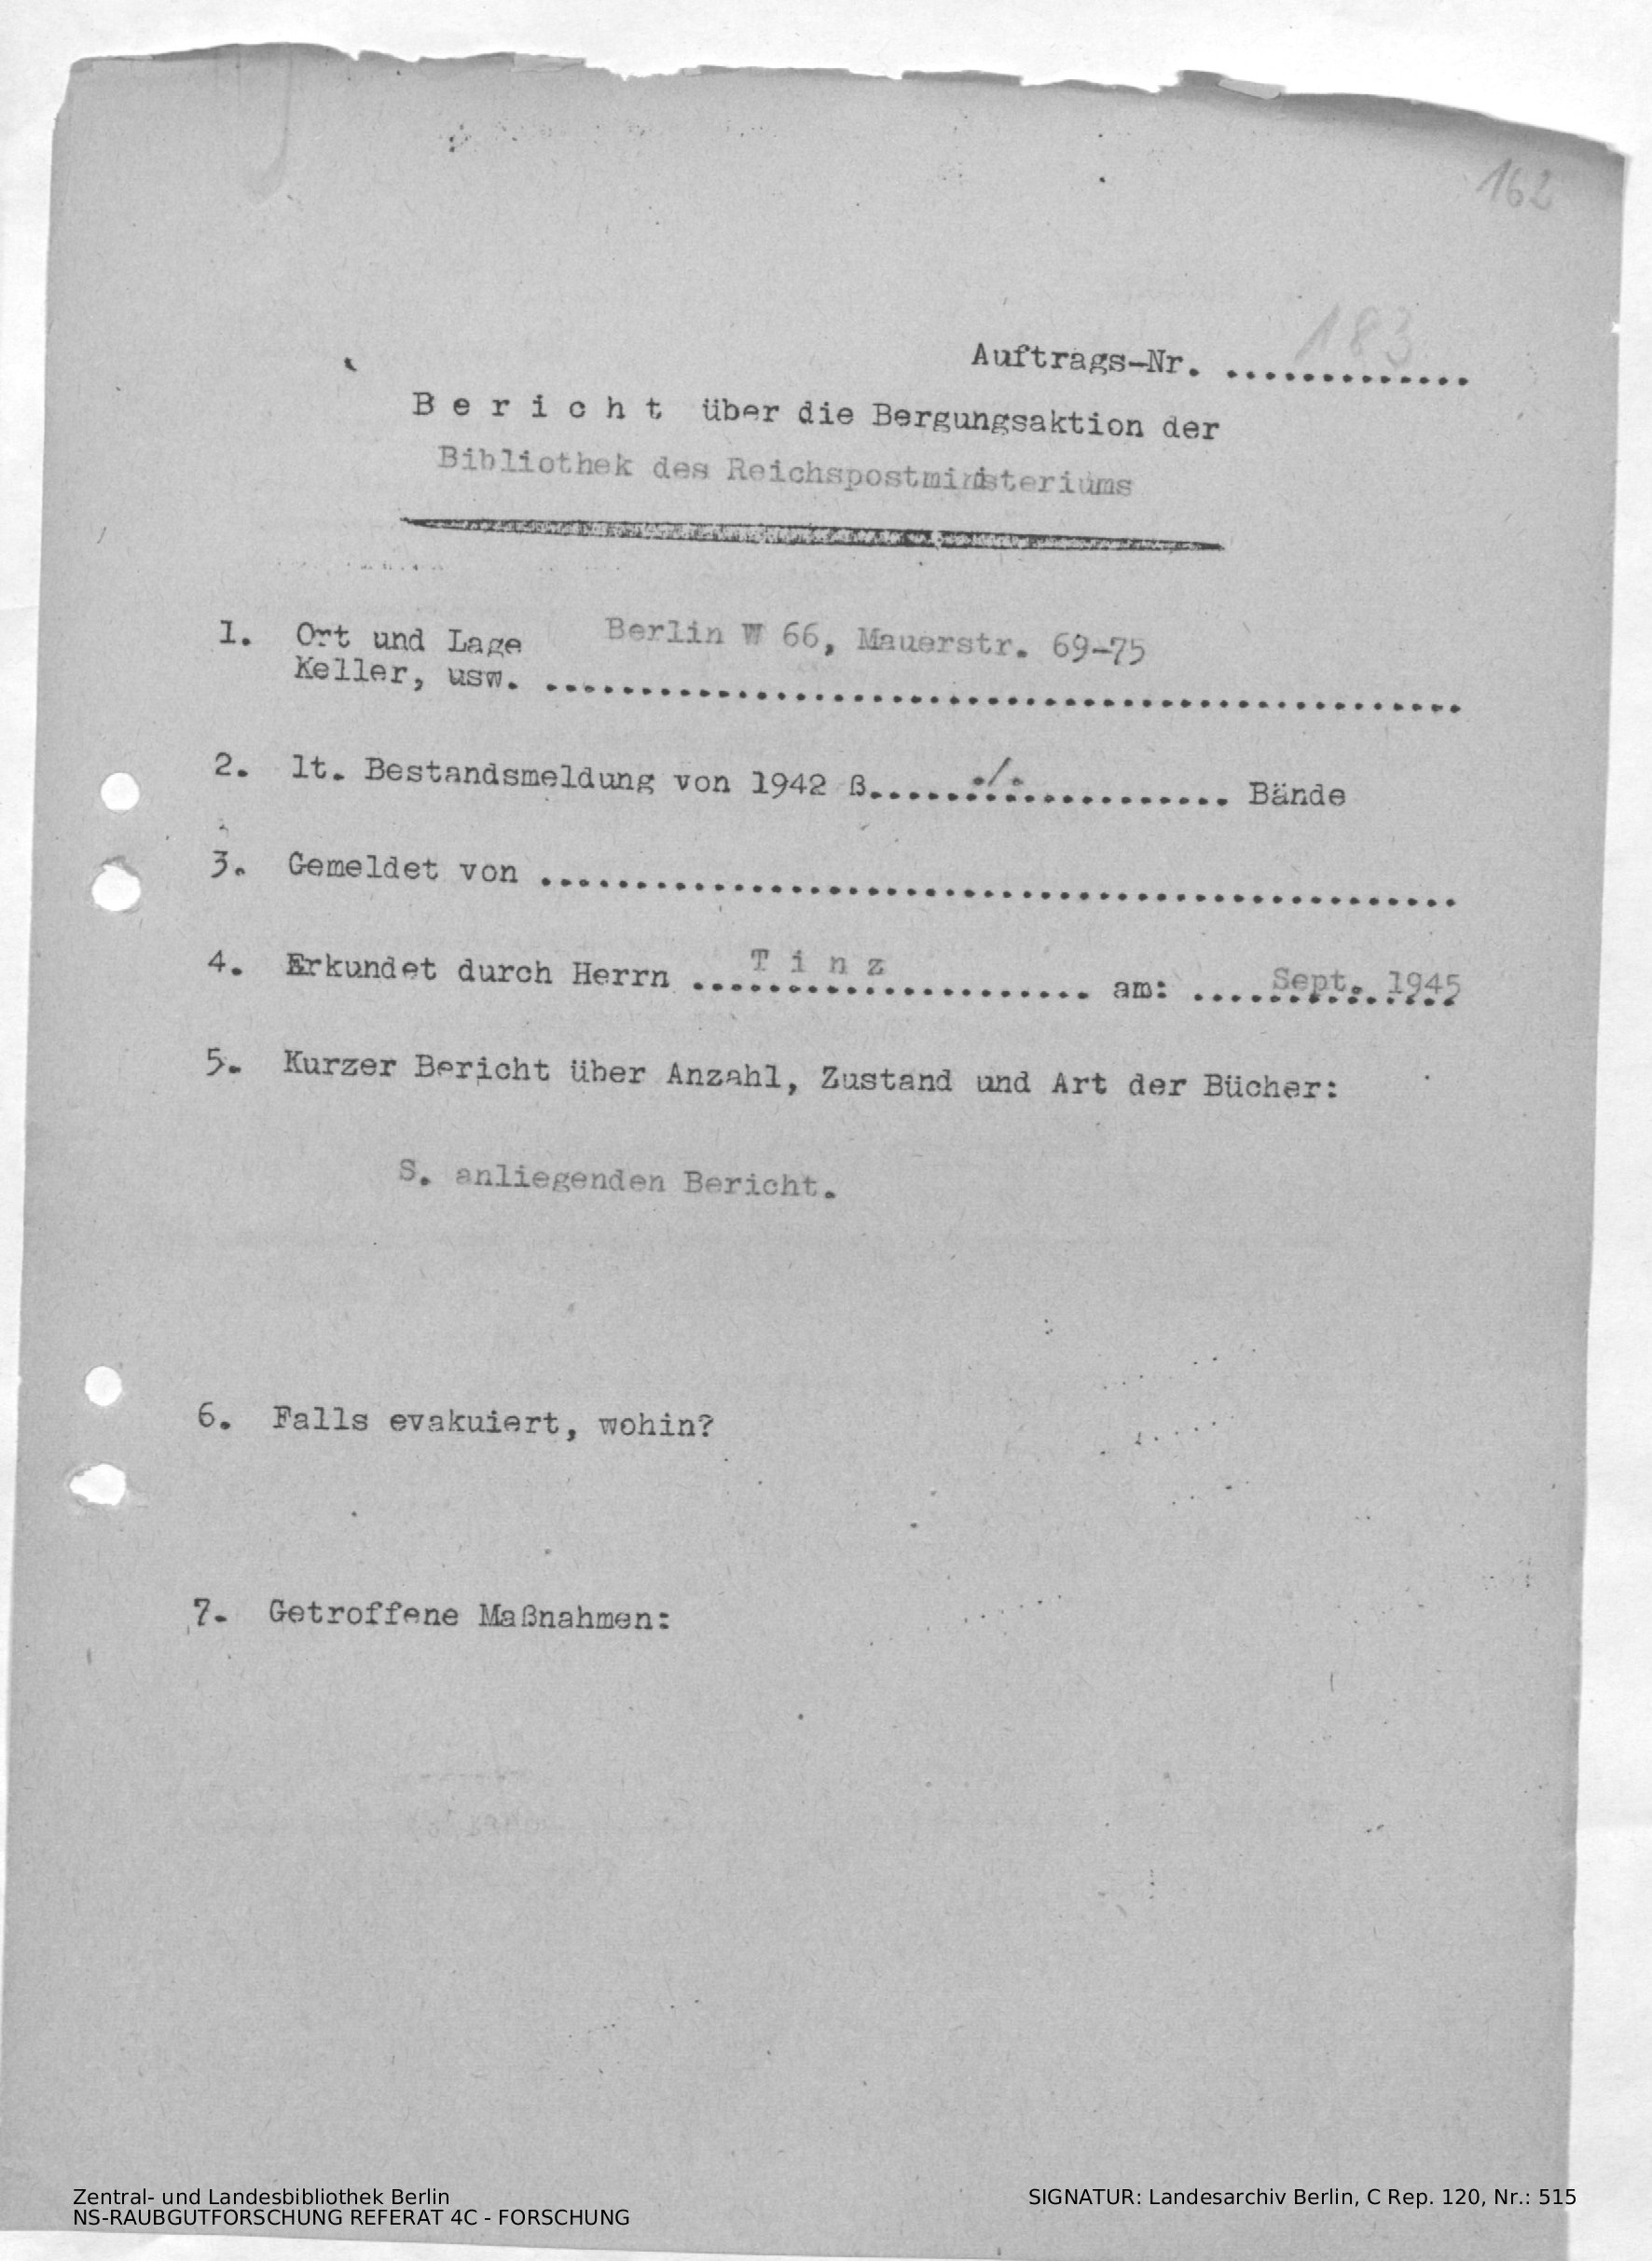 162
Auftrags-Nr. ............. 183
B e r i c h t über die Bergungsaktion der
Bibliothek des Reichspostministeriums
1. Ort und Lage Berlin W 66, Mauerstr. 69-75
Keller, usw. ................................................
2. lt. Bestandsmeldung von 1942 ß......./............ Bände
3. Gemeldet von ................................................
4. Erkundet durch Herrn ....T i n z........... am: ....Sept. 1945
5. Kurzer Bericht über Anzahl, Zustand und Art der Bücher:
S. anliegenden Bericht.
6. Falls evakuiert, wohin?
7. Getroffene Maßnahmen:
Zentral- und Landesbibliothek Berlin
NS-RAUBGUTFORSCHUNG REFERAT 4C - FORSCHUNG
SIGNATUR: Landesarchiv Berlin, C Rep. 120, Nr.: 515